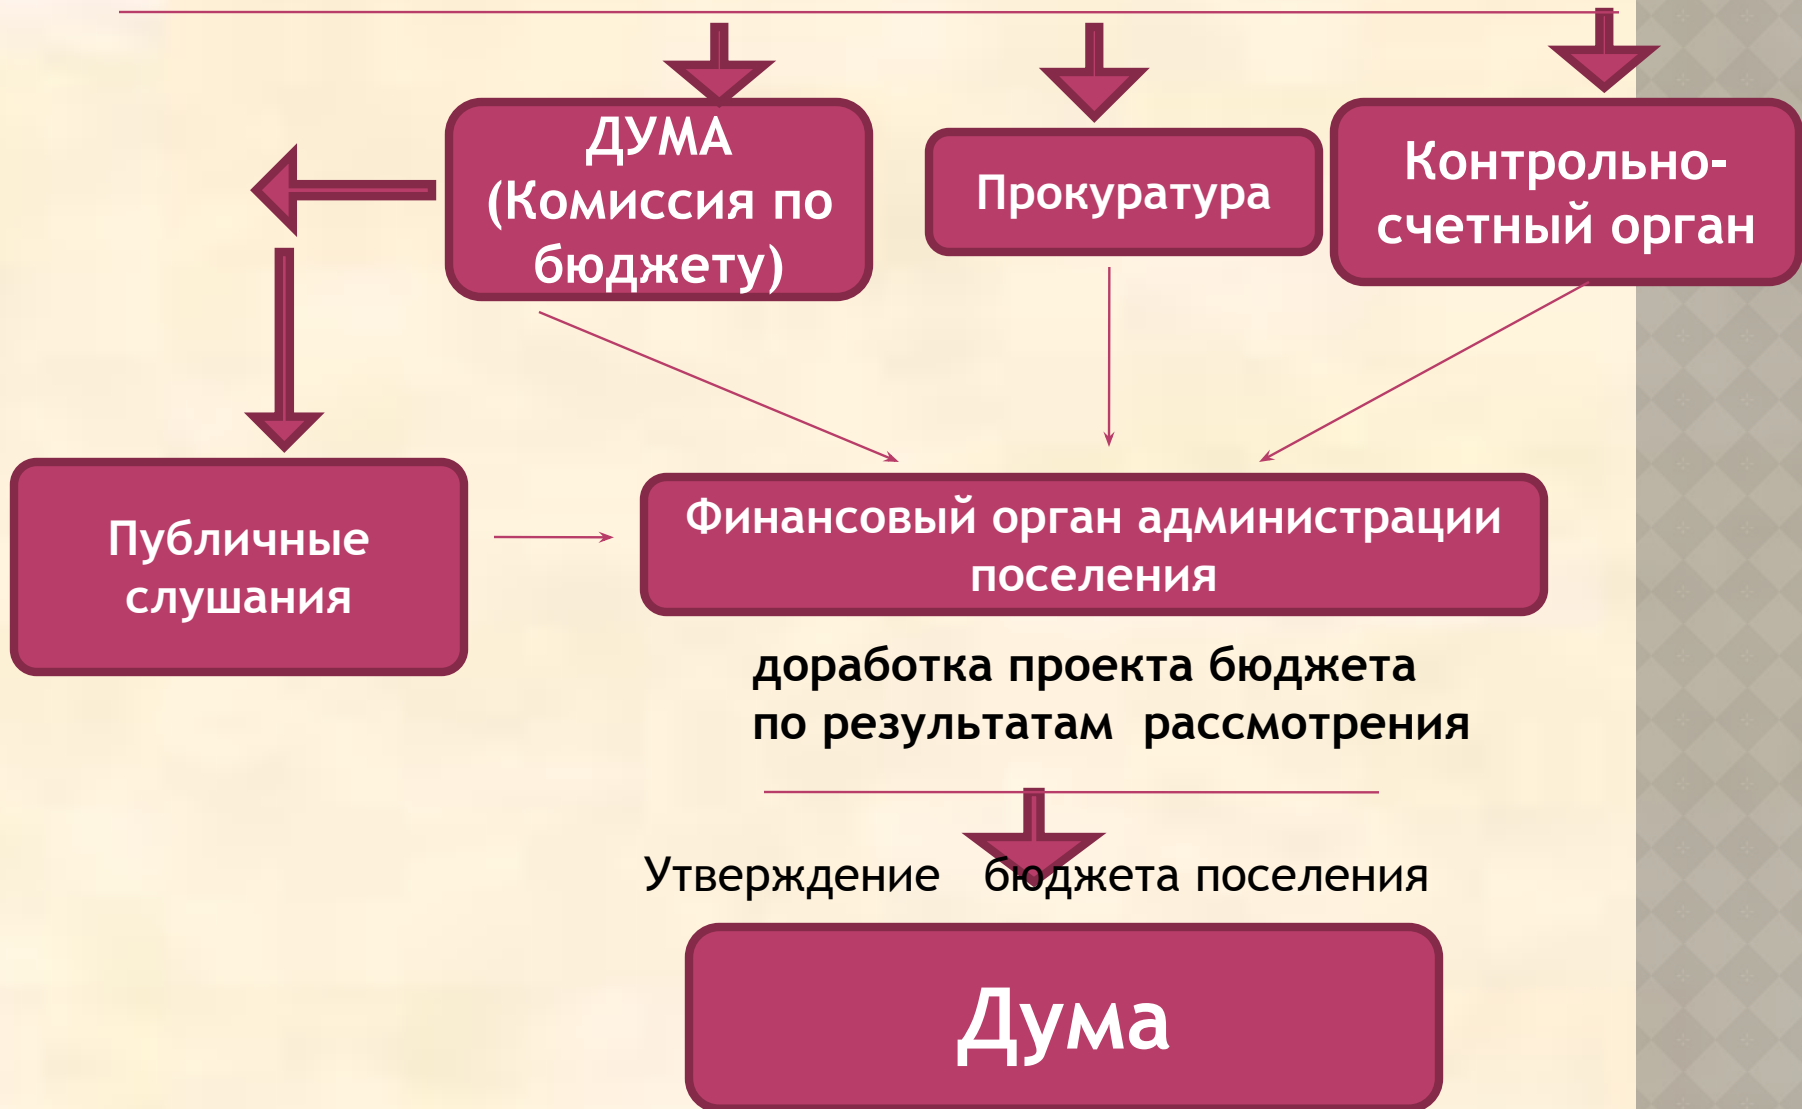 ДУМА
(Комиссия по
бюджету)
Прокуратура
Контрольно-
счетный орган
Публичные
слушания
Финансовый орган администрации
поселения
доработка проекта бюджета
по результатам рассмотрения
Утверждение бюджета поселения
Дума